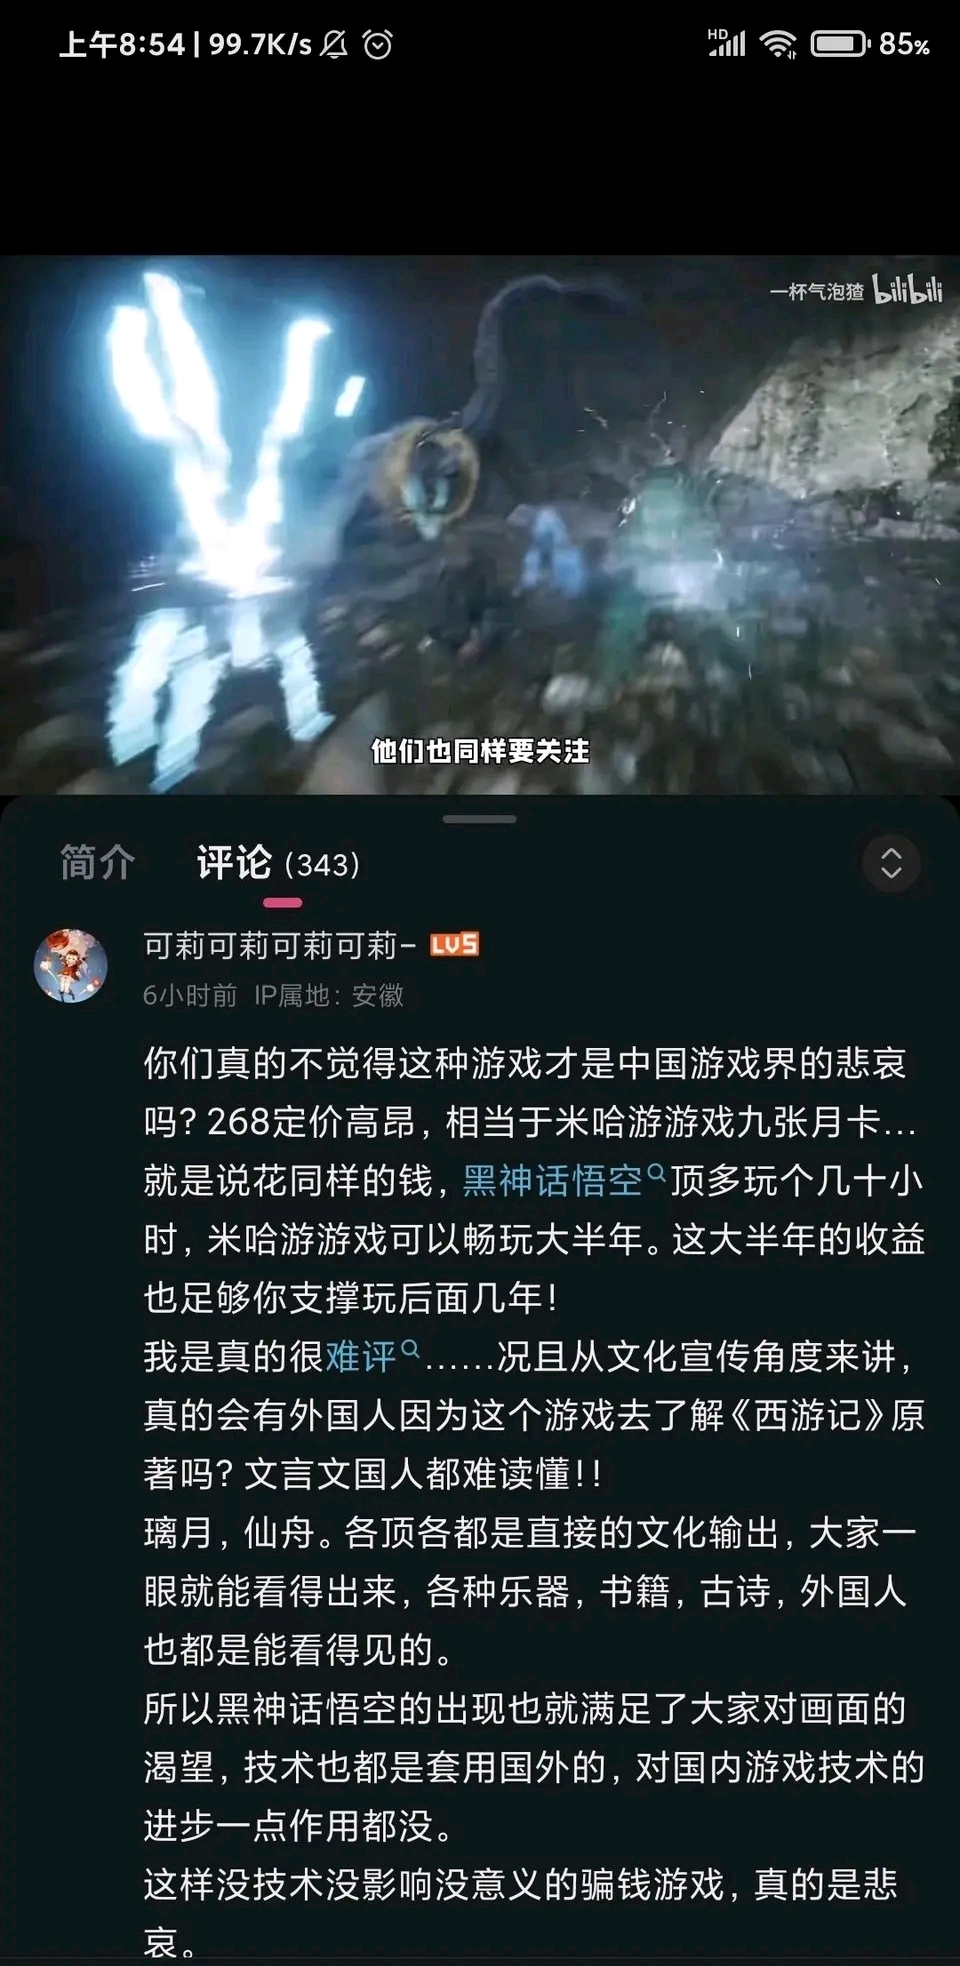 上午8:54 | 99.7K/s
HD
85%
一杯气泡猹 bilibili
他们也同样要关注
简介 评论 (343)
可莉可莉可莉可莉- LV5
6小时前 IP属地：安徽
你们真的不觉得这种游戏才是中国游戏界的悲哀
吗？268定价高昂，相当于米哈游游戏九张月卡…
就是说花同样的钱，黑神话悟空顶多玩个几十小
时，米哈游游戏可以畅玩大半年。这大半年的收益
也足够你支撑玩后面几年！
我是真的很难评……况且从文化宣传角度来讲，
真的会有外国人因为这个游戏去了解《西游记》原
著吗？文言文国人都难读懂！！
璃月，仙舟。各顶各都是直接的文化输出，大家一
眼就能看得出来，各种乐器，书籍，古诗，外国人
也都是能看得见的。
所以黑神话悟空的出现也就满足了大家对画面的
渴望，技术也都是套用国外的，对国内游戏技术的
进步一点作用都没。
这样没技术没影响没意义的骗钱游戏，真的是悲
哀。